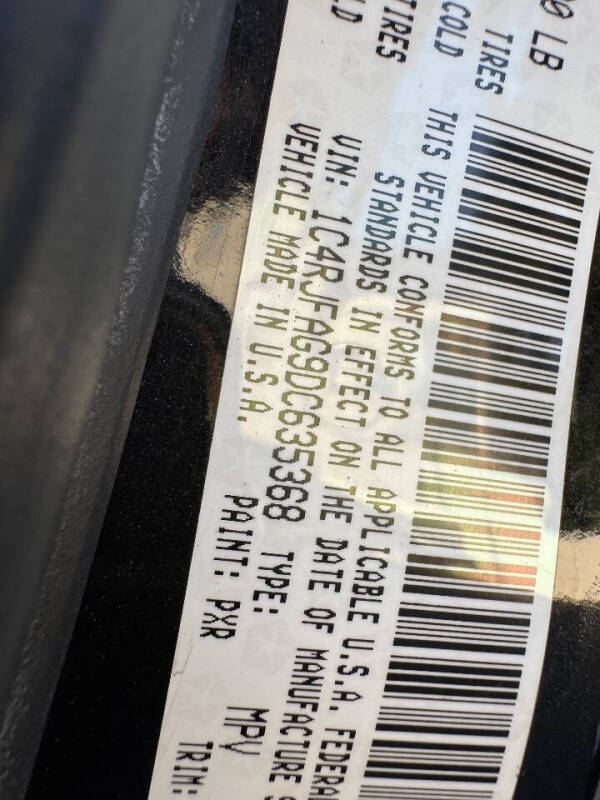 00 LB
TIRES
COLD
TIRES
THIS VEHICLE CONFORMS TO ALL APPLICABLE U.S.A. FEDERAL
STANDARDS IN EFFECT ON THE DATE OF MANUFACTURE S
VIN: 1C4RJFAG9DC635368 TYPE: MPV
VEHICLE MADE IN U.S.A. PAINT: PXR TRIM: